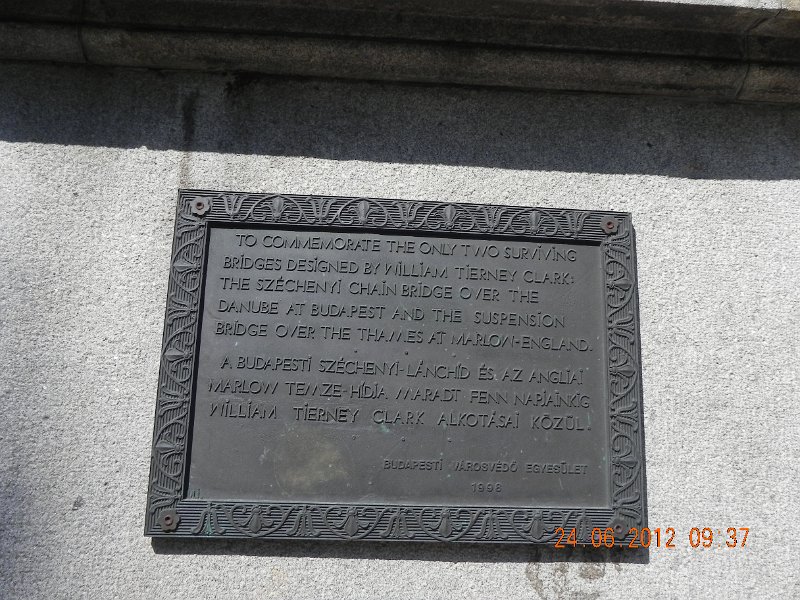 TO COMMEMORATE THE ONLY TWO SURVIVING
BRIDGES DESIGNED BY WILLIAM TIERNEY CLARK:
THE SZÉCHENYI CHAIN BRIDGE OVER THE
DANUBE AT BUDAPEST AND THE SUSPENSION
BRIDGE OVER THE THAMES AT MARLOW-ENGLAND.
A BUDAPESTI SZÉCHENYI-LÁNCHÍD ÉS AZ ANGLIAI
MARLOW TEMZE-HÍDJA MARADT FENN NAPJAINKIG
WILLIAM TIERNEY CLARK ALKOTÁSAI KÖZÜL.
BUDAPESTI VÁROSVÉDŐ EGYESÜLET
1998
24.06.2012 09:37